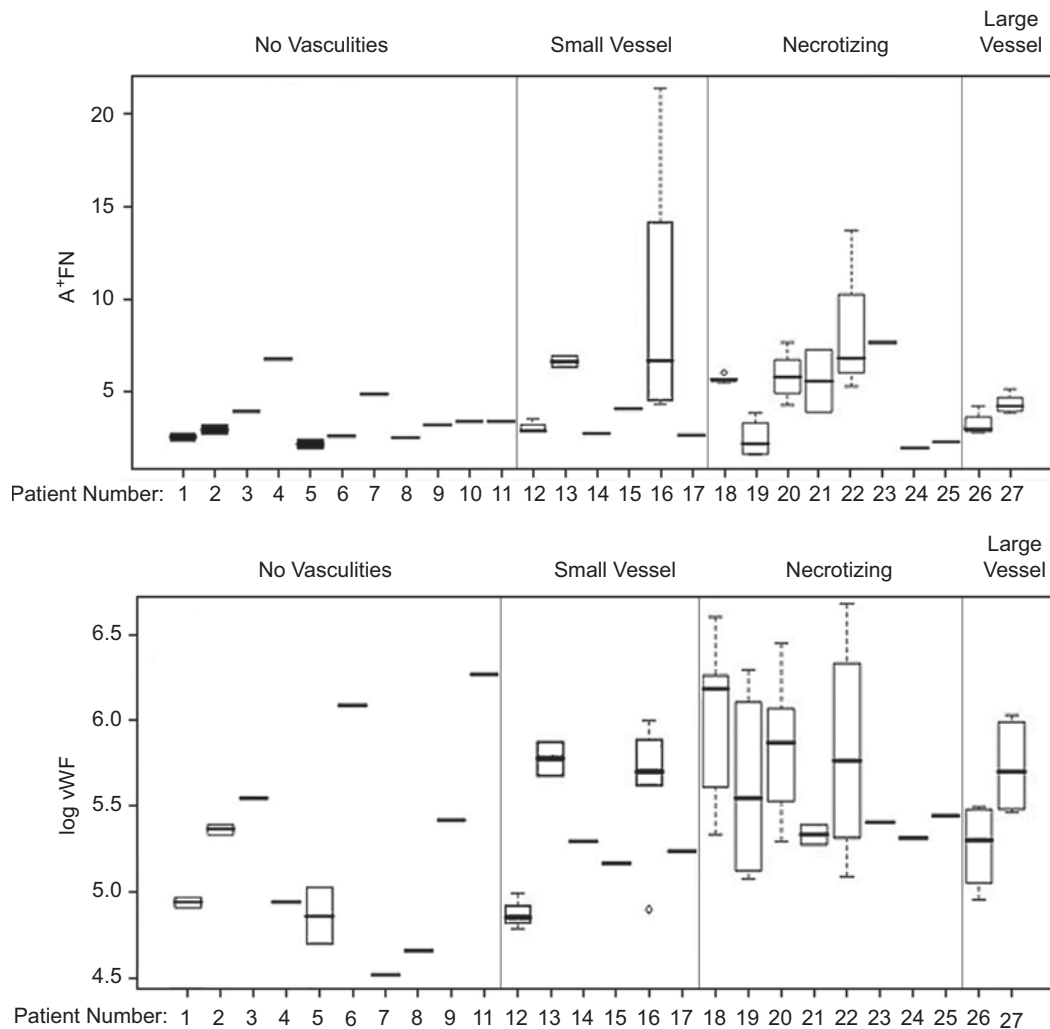 No Vasculities Small Vessel Necrotizing Large Vessel
A⁺FN
20
15
10
5
Patient Number: 1 2 3 4 5 6 7 8 9 10 11 12 13 14 15 16 17 18 19 20 21 22 23 24 25 26 27
No Vasculities Small Vessel Necrotizing Large Vessel
log vWF
6.5
6.0
5.5
5.0
4.5
Patient Number: 1 2 3 4 5 6 7 8 9 11 12 13 14 15 16 17 18 19 20 21 22 23 24 25 26 27